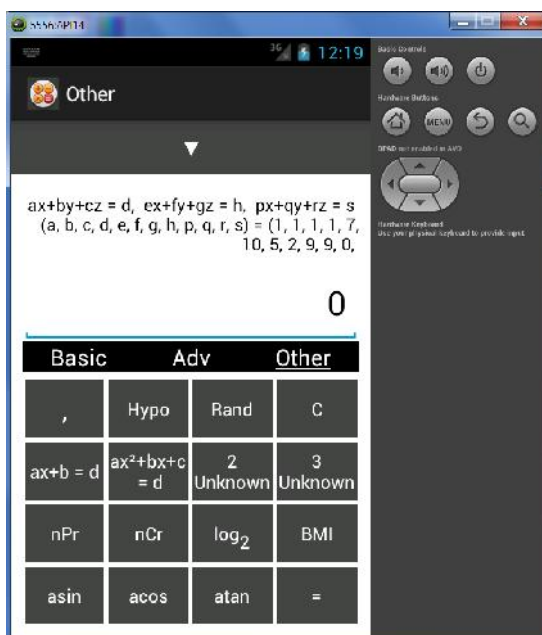 5556:API14
3G 12:19
Other
ax+by+cz = d, ex+fy+gz = h, px+qy+rz = s
(a, b, c, d, e, f, g, h, p, q, r, s) = (1, 1, 1, 1, 7,
10, 5, 2, 9, 9, 0,
0
Basic Adv Other
, Hypo Rand C
ax+b = d ax²+bx+c = d 2 Unknown 3 Unknown
nPr nCr log₂ BMI
asin acos atan =
Basic Controls
Hardware Buttons
MENU
DPAD not enabled in AVD
Hardware Keyboard
Use your physical keyboard to provide input